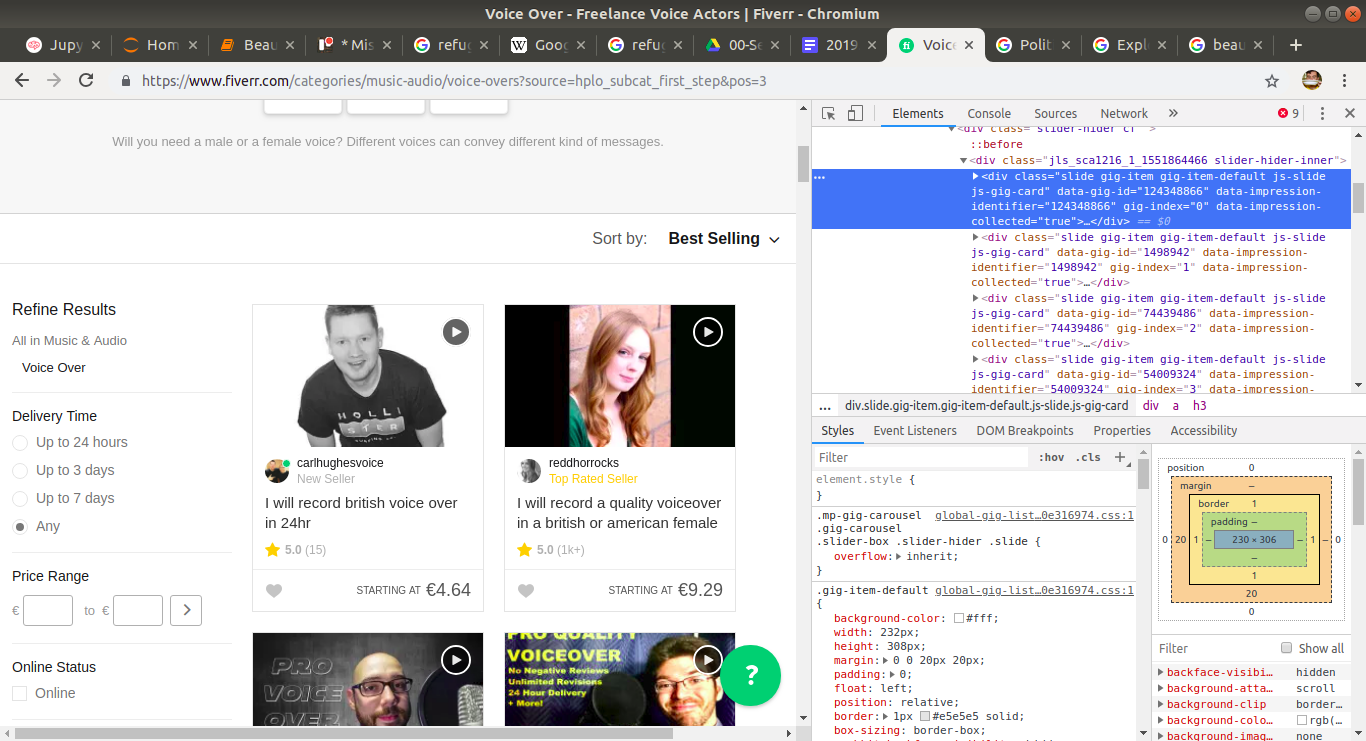 Voice Over - Freelance Voice Actors | Fiverr - Chromium
Jupy
Hom
Beau
* Mis
refug
Goog
refug
00-Se
2019
Voice
Polit
Expl
beau
https://www.fiverr.com/categories/music-audio/voice-overs?source=hplo_subcat_first_step&pos=3
Will you need a male or a female voice? Different voices can convey different kind of messages.
Sort by: Best Selling
Refine Results
All in Music & Audio
Voice Over
Delivery Time
Up to 24 hours
Up to 3 days
Up to 7 days
Any
Price Range
€ to €
Online Status
Online
HOLLI
STER
carlhughesvoice
New Seller
I will record british voice over
in 24hr
5.0 (15)
STARTING AT €4.64
reddhorrocks
Top Rated Seller
I will record a quality voiceover
in a british or american female
5.0 (1k+)
STARTING AT €9.29
PRO
VOICE
OVER
PRO QUALITY
VOICEOVER
No Negative Reviews
Unlimited Revisions
24 Hour Delivery
+ More!
?
Elements Console Sources Network » 9
<div class="slider-hider cf">
::before
<div class="jls_sca1216_1_1551864466 slider-hider-inner">
… <div class="slide gig-item gig-item-default js-slide
js-gig-card" data-gig-id="124348866" data-impression-
identifier="124348866" gig-index="0" data-impression-
collected="true">…</div> == $0
<div class="slide gig-item gig-item-default js-slide
js-gig-card" data-gig-id="1498942" data-impression-
identifier="1498942" gig-index="1" data-impression-
collected="true">…</div>
<div class="slide gig-item gig-item-default js-slide
js-gig-card" data-gig-id="74439486" data-impression-
identifier="74439486" gig-index="2" data-impression-
collected="true">…</div>
<div class="slide gig-item gig-item-default js-slide
js-gig-card" data-gig-id="54009324" data-impression-
identifier="54009324" gig-index="3" data-impression-
… div.slide.gig-item.gig-item-default.js-slide.js-gig-card div a h3
Styles Event Listeners DOM Breakpoints Properties Accessibility
Filter :hov .cls +
element.style {
}
.mp-gig-carousel global-gig-list…0e316974.css:1
.gig-carousel
.slider-box .slider-hider .slide {
overflow: inherit;
}
.gig-item-default global-gig-list…0e316974.css:1
{
background-color: #fff;
width: 232px;
height: 308px;
margin: 0 0 20px 20px;
padding: 0;
float: left;
position: relative;
border: 1px #e5e5e5 solid;
box-sizing: border-box;
position 0
margin –
border 1
padding –
0 20 1 – 230 × 306 – 1 – 0
–
1
20
0
Filter Show all
backface-visibi… hidden
background-atta… scroll
background-clip border…
background-colo… rgb(…
background-imag… none